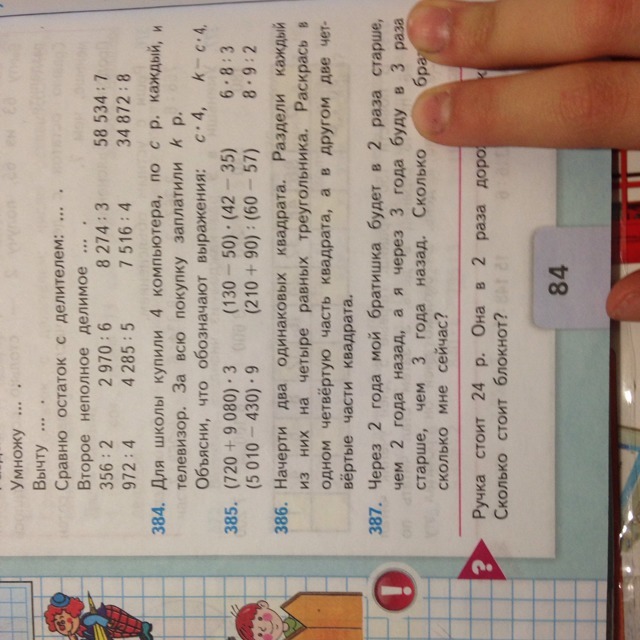 Умножу ... .
Вычту ... .
Сравню остаток с делителем: ... .
Второе неполное делимое ... .
356 : 2 2 970 : 6 8 274 : 3 58 534 : 7
972 : 4 4 285 : 5 7 516 : 4 34 872 : 8
384. Для школы купили 4 компьютера, по c р. каждый, и
телевизор. За всю покупку заплатили k р.
Объясни, что обозначают выражения: c · 4, k − c · 4.
385. (720 + 9 080) · 3 (130 − 50) · (42 − 35) 6 · 8 : 3
(5 010 − 430) · 9 (210 + 90) : (60 − 57) 8 · 9 : 2
386. Начерти два одинаковых квадрата. Раздели каждый
из них на четыре равных треугольника. Раскрась в
одном четвёртую часть квадрата, а в другом две чет-
вёртые части квадрата.
387. Через 2 года мой братишка будет в 2 раза старше,
чем 2 года назад, а я через 3 года буду в 3 раза
старше, чем 3 года назад. Сколько
сколько мне сейчас?
Ручка стоит 24 р. Она в 2 раза
Сколько стоит блокнот?
84